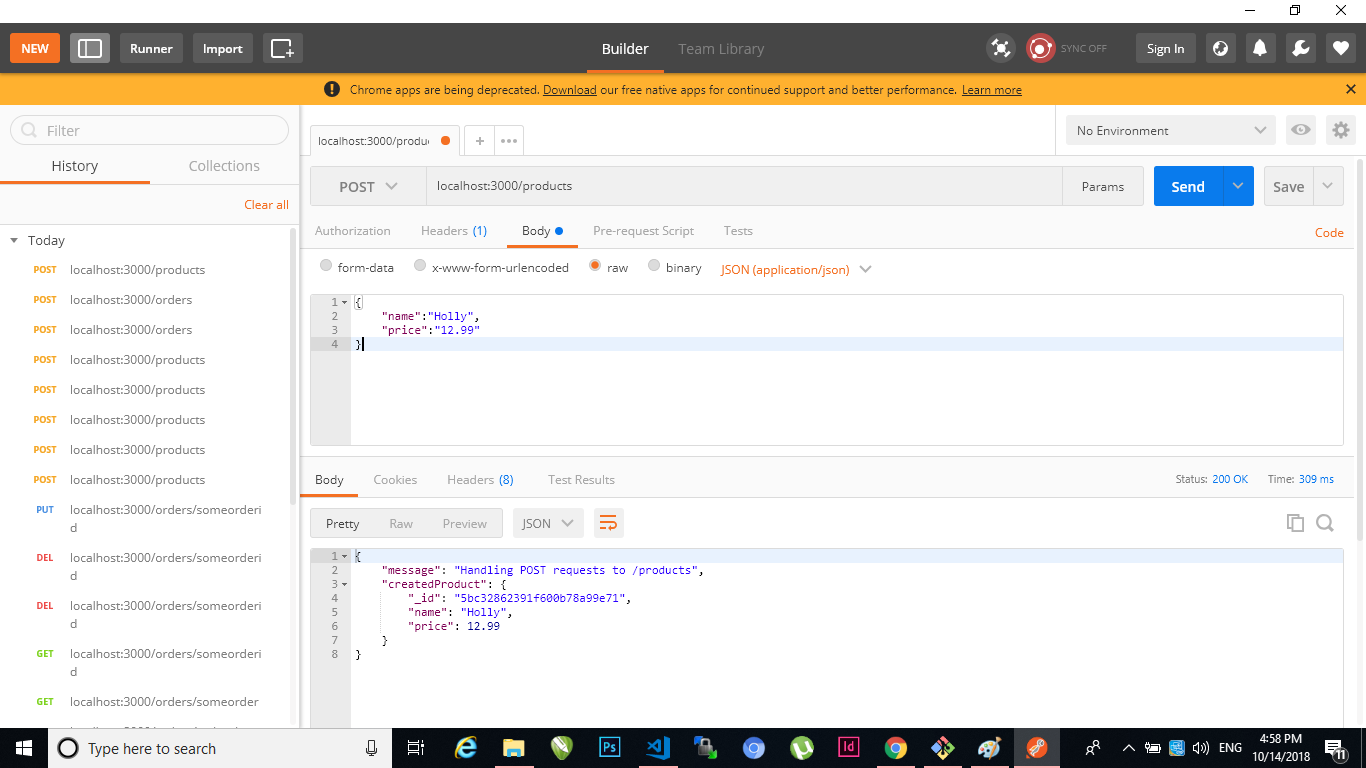 NEW
Runner
Import
Builder
Team Library
SYNC OFF
Sign In
Chrome apps are being deprecated. Download our free native apps for continued support and better performance. Learn more
Filter
History
Collections
Clear all
Today
POST localhost:3000/products
POST localhost:3000/orders
POST localhost:3000/orders
POST localhost:3000/products
POST localhost:3000/products
POST localhost:3000/products
POST localhost:3000/products
POST localhost:3000/products
PUT localhost:3000/orders/someorderi
d
DEL localhost:3000/orders/someorderi
d
DEL localhost:3000/orders/someorderi
d
GET localhost:3000/orders/someorderi
d
GET localhost:3000/orders/someorder
localhost:3000/produ
No Environment
POST
localhost:3000/products
Params
Send
Save
Authorization
Headers (1)
Body
Pre-request Script
Tests
Code
form-data
x-www-form-urlencoded
raw
binary
JSON (application/json)
1 {
2 "name":"Holly",
3 "price":"12.99"
4 }
Body
Cookies
Headers (8)
Test Results
Status: 200 OK
Time: 309 ms
Pretty
Raw
Preview
JSON
1 {
2 "message": "Handling POST requests to /products",
3 "createdProduct": {
4 "_id": "5bc32862391f600b78a99e71",
5 "name": "Holly",
6 "price": 12.99
7 }
8 }
Type here to search
Ps
Id
ENG
4:58 PM
10/14/2018
11